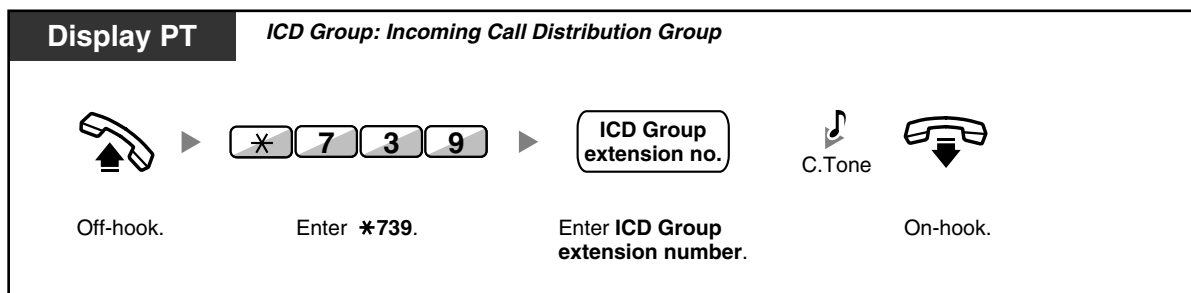 Display PT
ICD Group: Incoming Call Distribution Group
* 7 3 9
ICD Group
extension no.
C.Tone
Off-hook.
Enter *739.
Enter ICD Group
extension number.
On-hook.